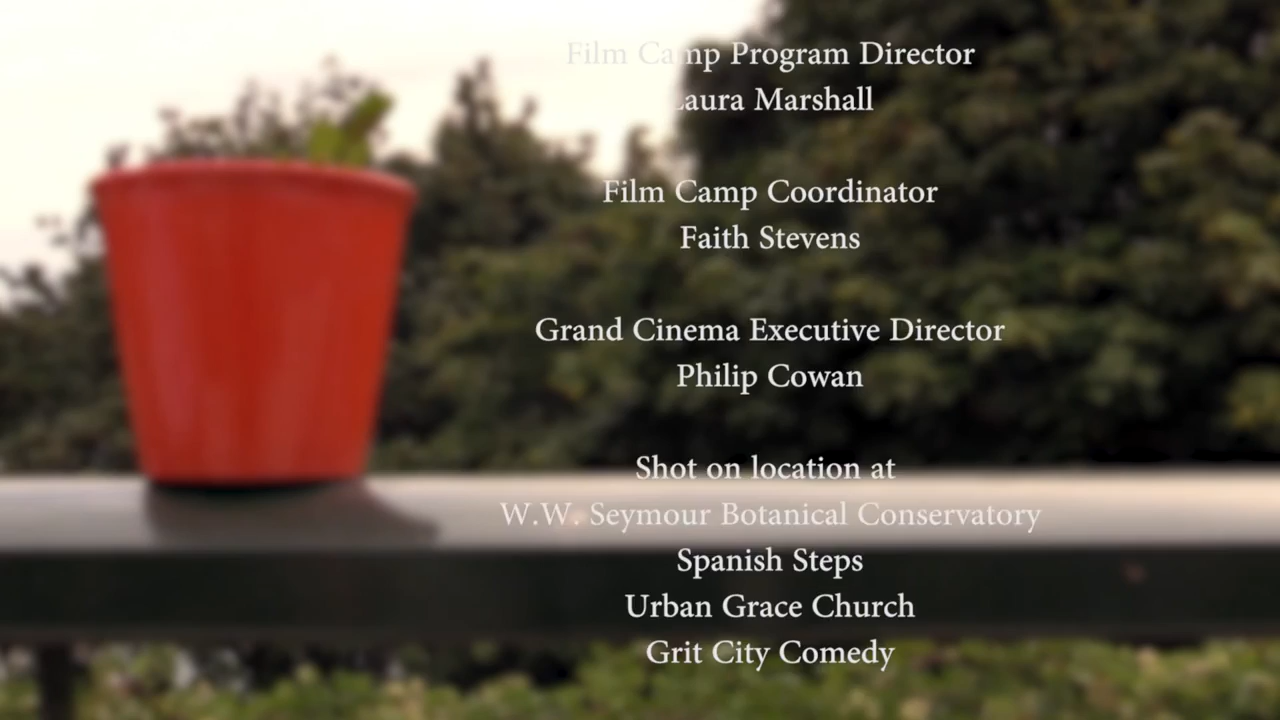 Film Camp Program Director
Laura Marshall
Film Camp Coordinator
Faith Stevens
Grand Cinema Executive Director
Philip Cowan
Shot on location at
W.W. Seymour Botanical Conservatory
Spanish Steps
Urban Grace Church
Grit City Comedy